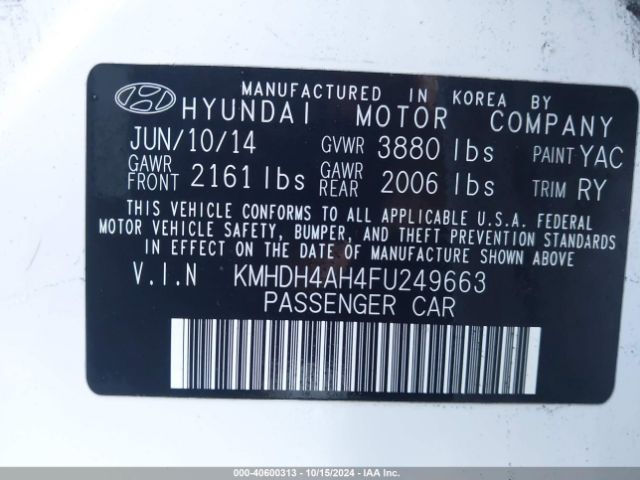 MANUFACTURED IN KOREA BY
HYUNDAI MOTOR COMPANY
JUN/10/14 GVWR 3880 lbs PAINT YAC
GAWR FRONT 2161 lbs GAWR REAR 2006 lbs TRIM RY
THIS VEHICLE CONFORMS TO ALL APPLICABLE U.S.A. FEDERAL
MOTOR VEHICLE SAFETY, BUMPER, AND THEFT PREVENTION STANDARDS
IN EFFECT ON THE DATE OF MANUFACTURE SHOWN ABOVE.
V.I.N KMHDH4AH4FU249663
PASSENGER CAR
000-40600313 - 10/15/2024 - IAA Inc.